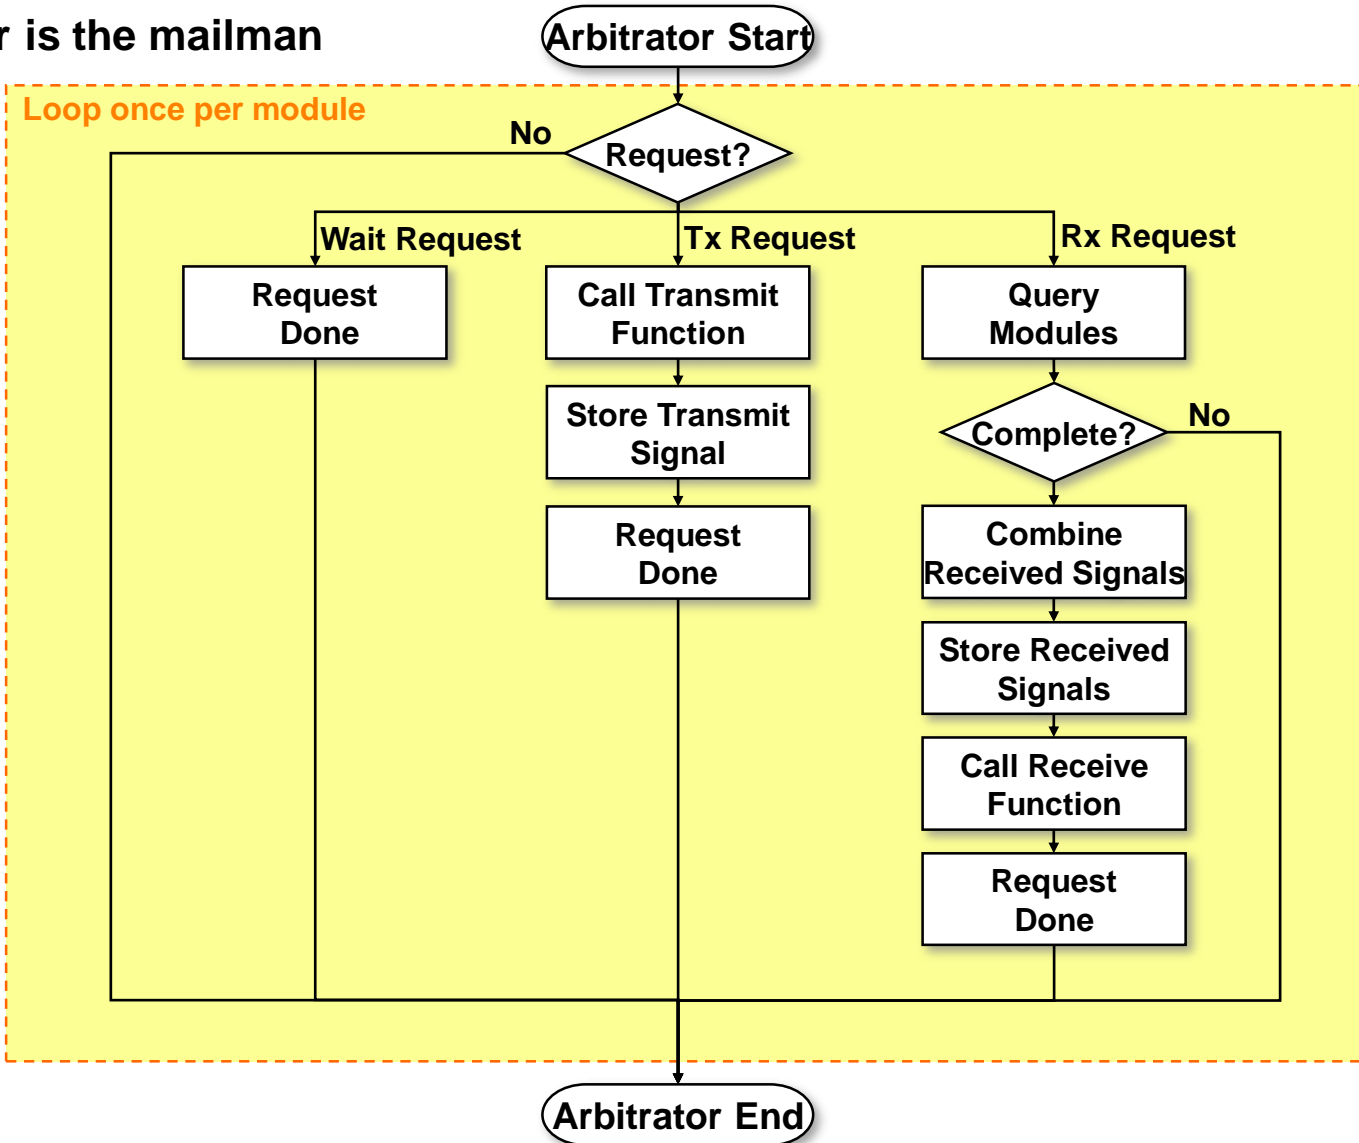 r is the mailman
Arbitrator Start
Loop once per module
No
Request?
Wait Request
Tx Request
Rx Request
Request
Done
Call Transmit
Function
Query
Modules
Store Transmit
Signal
Complete?
No
Request
Done
Combine
Received Signals
Store Received
Signals
Call Receive
Function
Request
Done
Arbitrator End